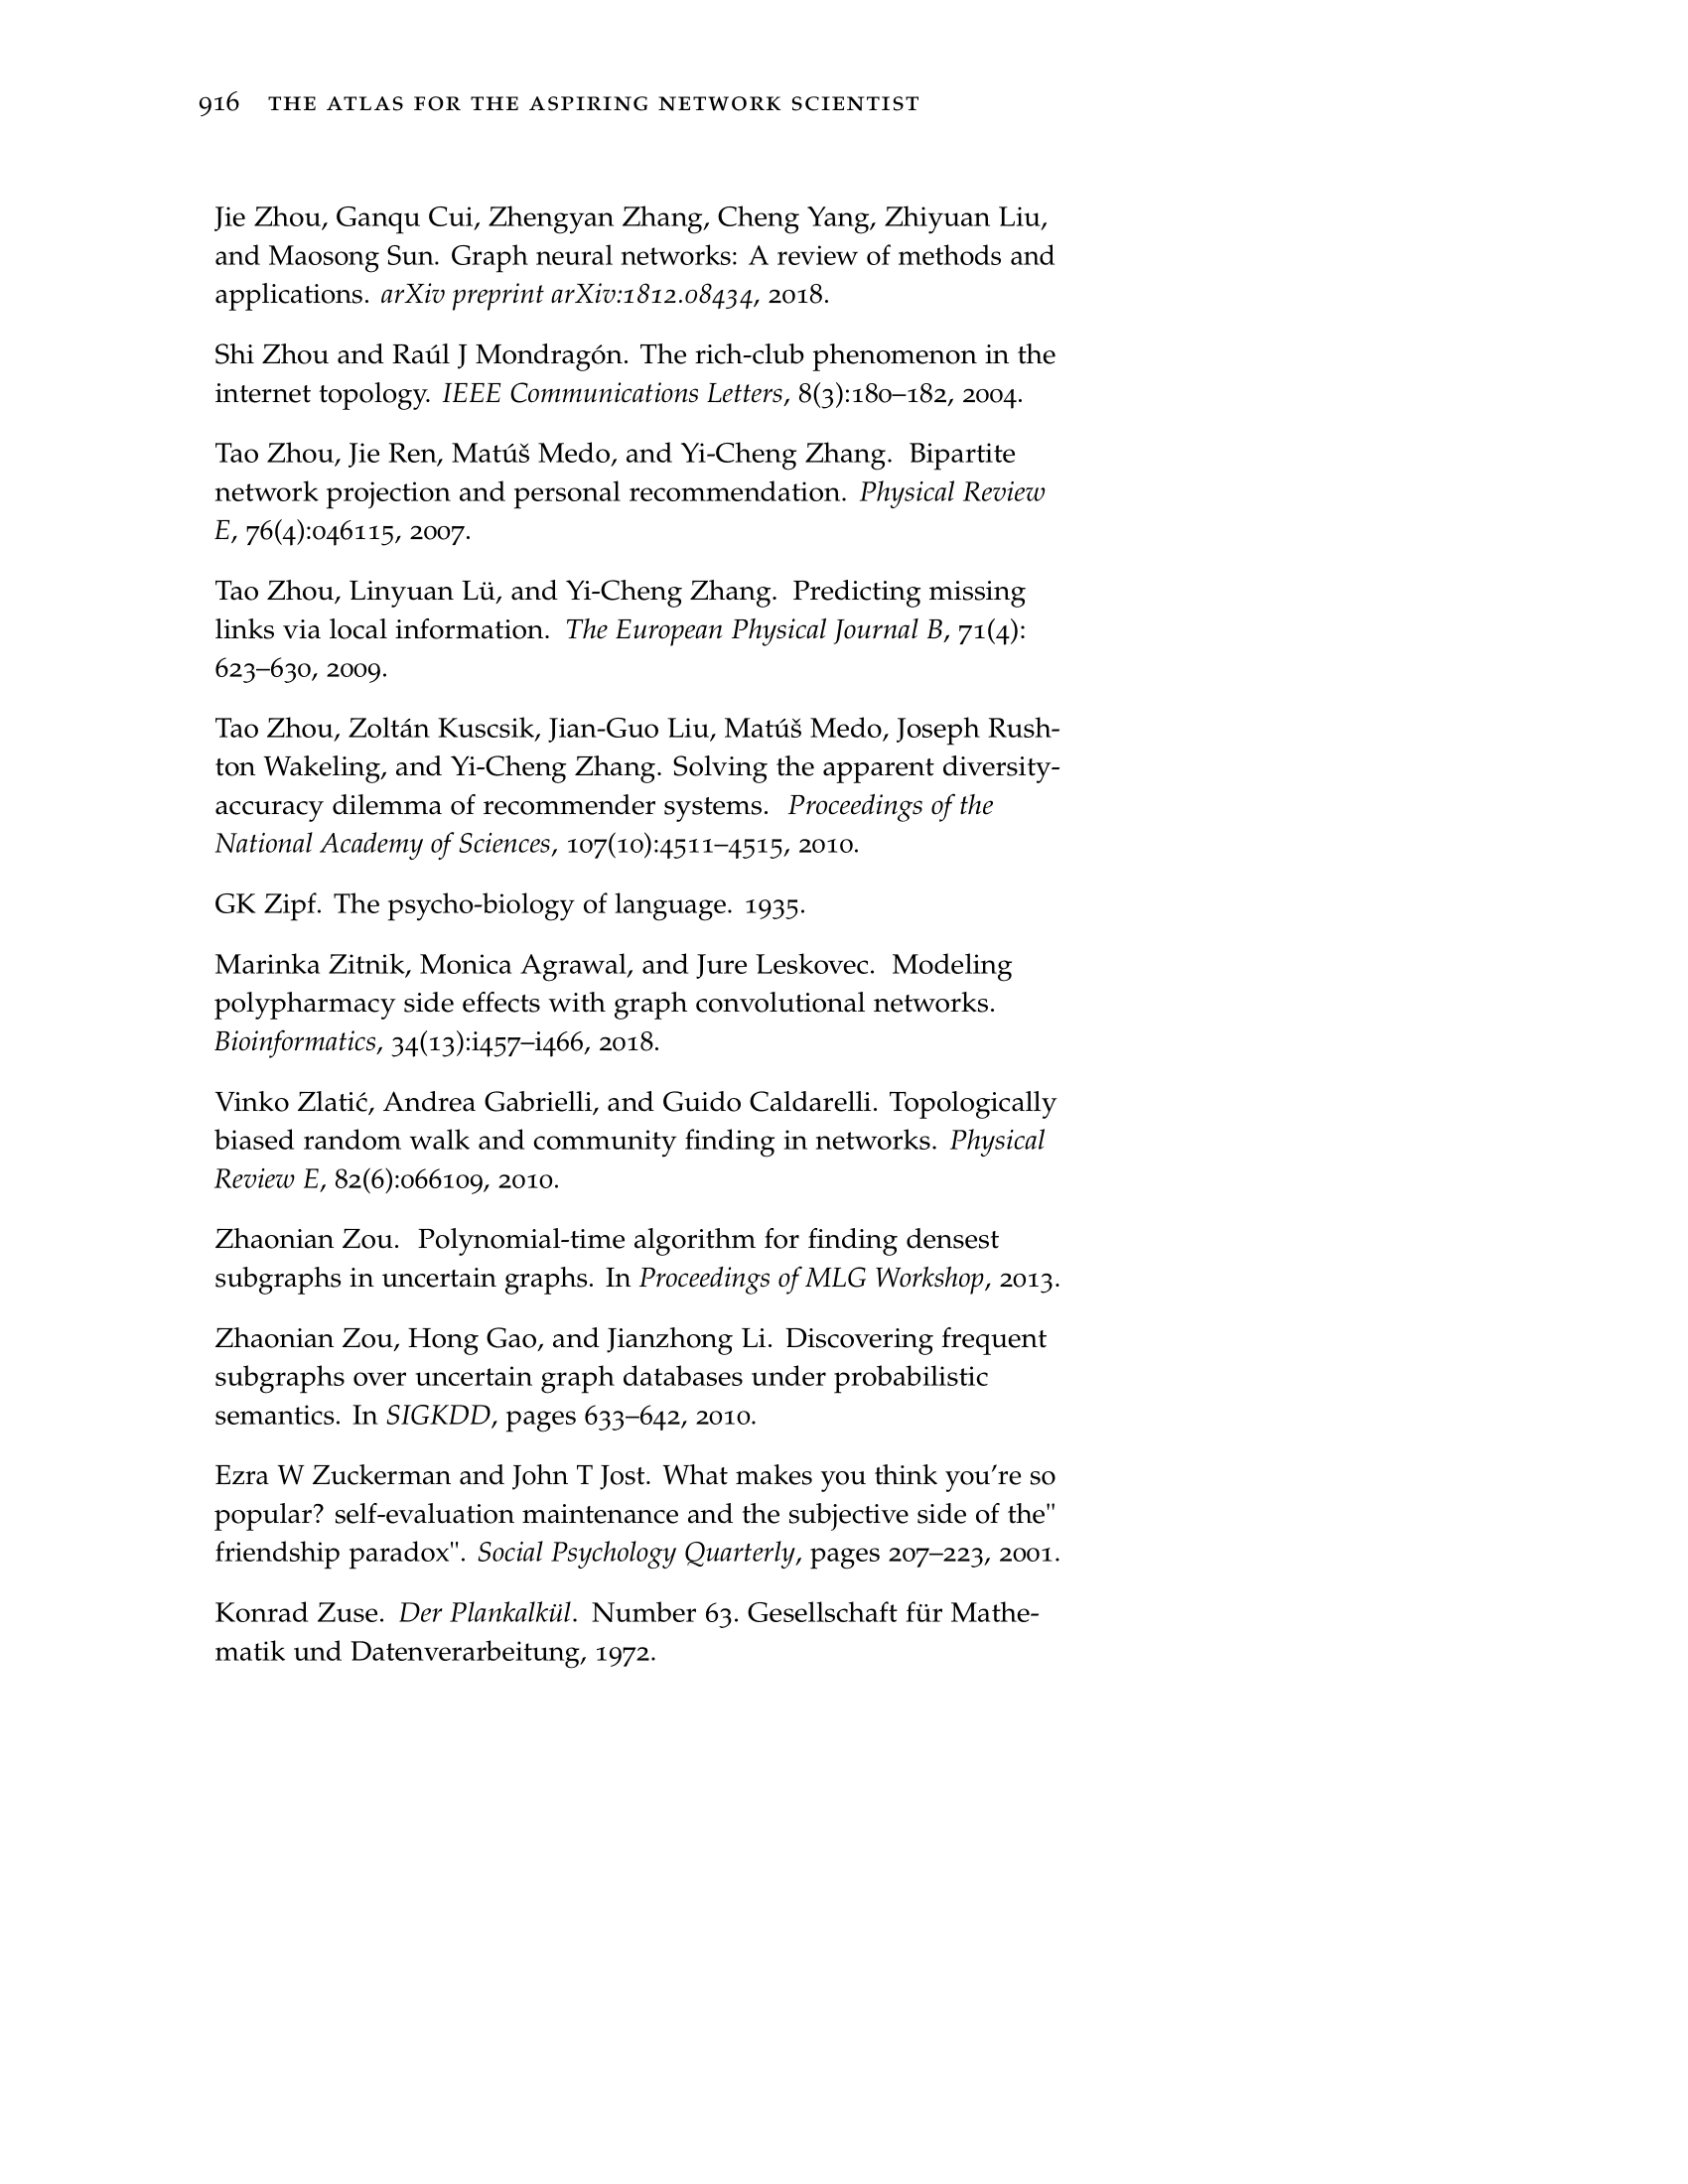 916 THE ATLAS FOR THE ASPIRING NETWORK SCIENTIST
Jie Zhou, Ganqu Cui, Zhengyan Zhang, Cheng Yang, Zhiyuan Liu,
and Maosong Sun. Graph neural networks: A review of methods and
applications. arXiv preprint arXiv:1812.08434, 2018.
Shi Zhou and Raúl J Mondragón. The rich-club phenomenon in the
internet topology. IEEE Communications Letters, 8(3):180–182, 2004.
Tao Zhou, Jie Ren, Matúš Medo, and Yi-Cheng Zhang. Bipartite
network projection and personal recommendation. Physical Review
E, 76(4):046115, 2007.
Tao Zhou, Linyuan Lü, and Yi-Cheng Zhang. Predicting missing
links via local information. The European Physical Journal B, 71(4):
623–630, 2009.
Tao Zhou, Zoltán Kuscsik, Jian-Guo Liu, Matúš Medo, Joseph Rush-
ton Wakeling, and Yi-Cheng Zhang. Solving the apparent diversity-
accuracy dilemma of recommender systems. Proceedings of the
National Academy of Sciences, 107(10):4511–4515, 2010.
GK Zipf. The psycho-biology of language. 1935.
Marinka Zitnik, Monica Agrawal, and Jure Leskovec. Modeling
polypharmacy side effects with graph convolutional networks.
Bioinformatics, 34(13):i457–i466, 2018.
Vinko Zlatić, Andrea Gabrielli, and Guido Caldarelli. Topologically
biased random walk and community finding in networks. Physical
Review E, 82(6):066109, 2010.
Zhaonian Zou. Polynomial-time algorithm for finding densest
subgraphs in uncertain graphs. In Proceedings of MLG Workshop, 2013.
Zhaonian Zou, Hong Gao, and Jianzhong Li. Discovering frequent
subgraphs over uncertain graph databases under probabilistic
semantics. In SIGKDD, pages 633–642, 2010.
Ezra W Zuckerman and John T Jost. What makes you think you're so
popular? self-evaluation maintenance and the subjective side of the"
friendship paradox". Social Psychology Quarterly, pages 207–223, 2001.
Konrad Zuse. Der Plankalkül. Number 63. Gesellschaft für Mathe-
matik und Datenverarbeitung, 1972.